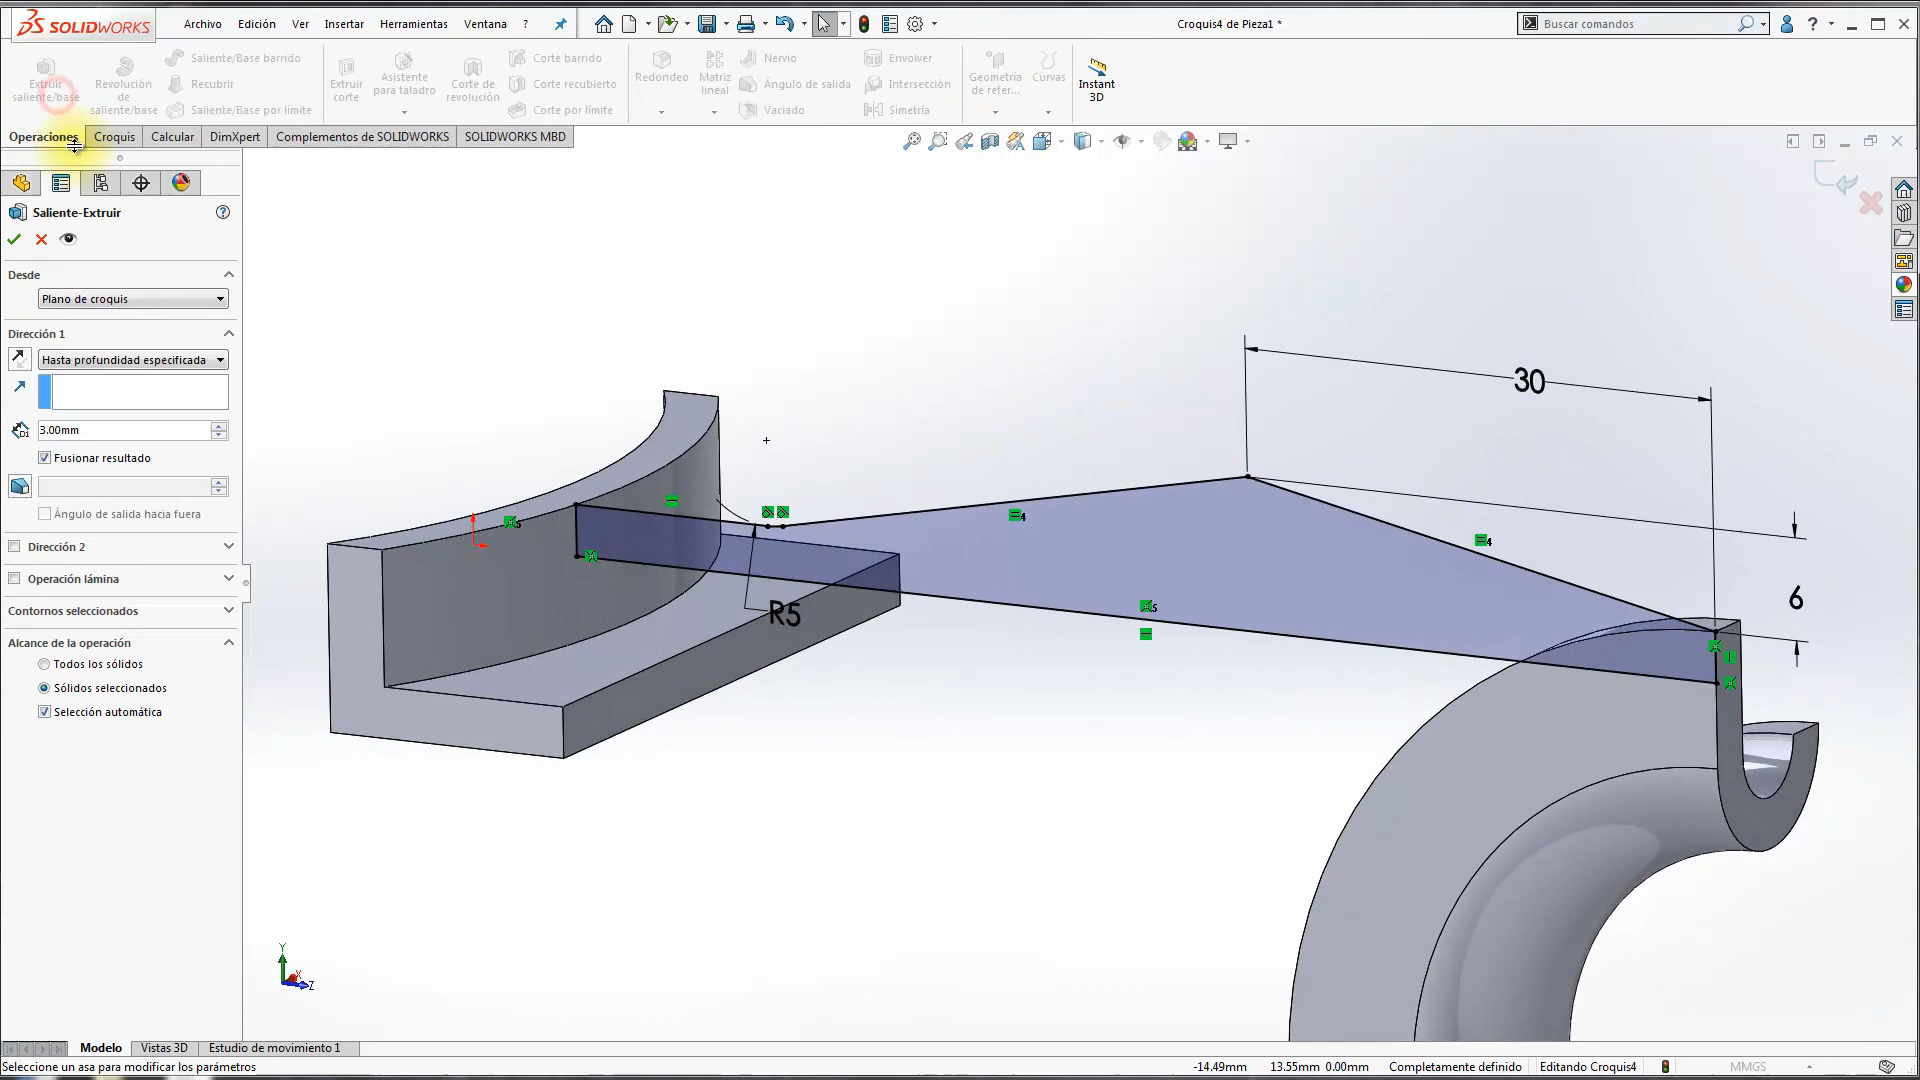 SOLIDWORKS
Archivo Edición Ver Insertar Herramientas Ventana ?
Croquis4 de Pieza1 *
Buscar comandos
Extruir saliente/base
Revolución de saliente/base
Saliente/Base barrido
Recubrir
Saliente/Base por límite
Extruir corte
Asistente para taladro
Corte de revolución
Corte barrido
Corte recubierto
Corte por límite
Redondeo
Matriz lineal
Nervio
Ángulo de salida
Vaciado
Envolver
Intersección
Simetría
Geometría de refer...
Curvas
Instant 3D
Operaciones Croquis Calcular DimXpert Complementos de SOLIDWORKS SOLIDWORKS MBD
Saliente-Extruir
Desde
Plano de croquis
Dirección 1
Hasta profundidad especificada
3.00mm
Fusionar resultado
Ángulo de salida hacia fuera
Dirección 2
Operación lámina
Contornos seleccionados
Alcance de la operación
Todos los sólidos
Sólidos seleccionados
Selección automática
30
6
R5
5
4
4
5
Y
X
Z
Modelo Vistas 3D Estudio de movimiento 1
Seleccione un asa para modificar los parámetros
-14.49mm 13.55mm 0.00mm Completamente definido Editando Croquis4 MMGS